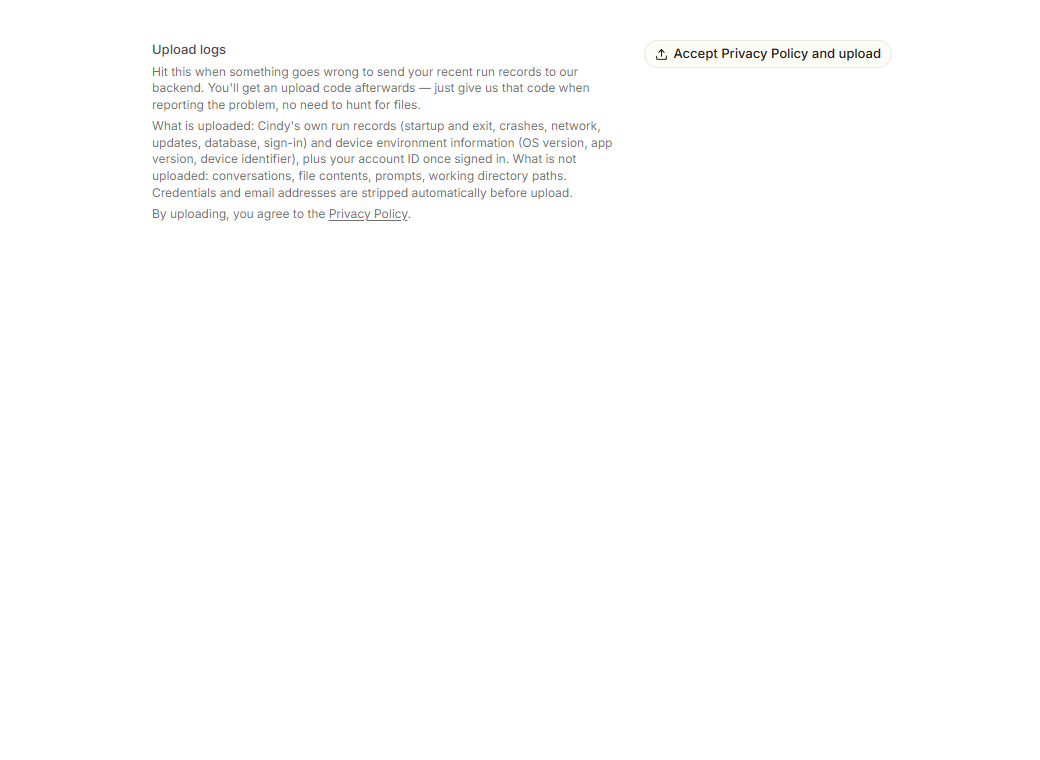 Upload logs
Accept Privacy Policy and upload
Hit this when something goes wrong to send your recent run records to our
backend. You'll get an upload code afterwards — just give us that code when
reporting the problem, no need to hunt for files.
What is uploaded: Cindy's own run records (startup and exit, crashes, network,
updates, database, sign-in) and device environment information (OS version, app
version, device identifier), plus your account ID once signed in. What is not
uploaded: conversations, file contents, prompts, working directory paths.
Credentials and email addresses are stripped automatically before upload.
By uploading, you agree to the Privacy Policy.